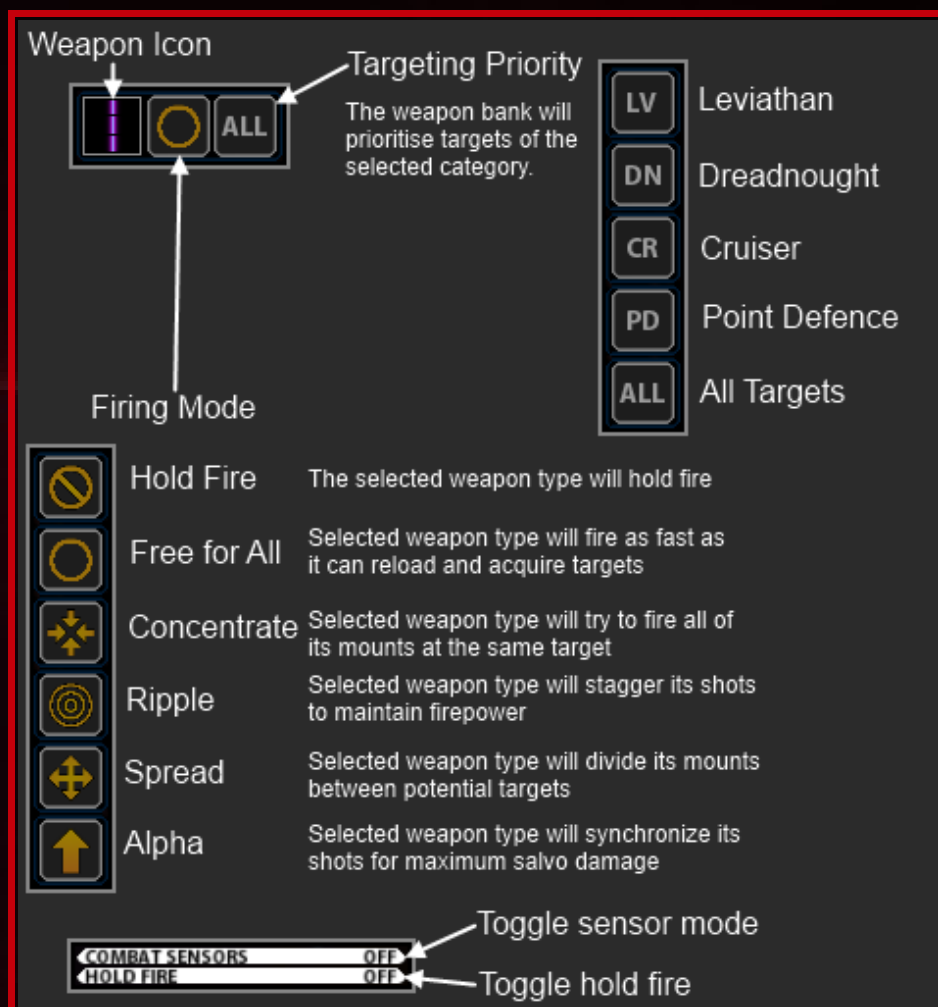 Weapon Icon
ALL
Targeting Priority
The weapon bank will
prioritise targets of the
selected category.
LV Leviathan
DN Dreadnought
CR Cruiser
PD Point Defence
ALL All Targets
Firing Mode
Hold Fire The selected weapon type will hold fire
Free for All Selected weapon type will fire as fast as
it can reload and acquire targets
Concentrate Selected weapon type will try to fire all of
its mounts at the same target
Ripple Selected weapon type will stagger its shots
to maintain firepower
Spread Selected weapon type will divide its mounts
between potential targets
Alpha Selected weapon type will synchronize its
shots for maximum salvo damage
Toggle sensor mode
COMBAT SENSORS OFF
HOLD FIRE OFF
Toggle hold fire